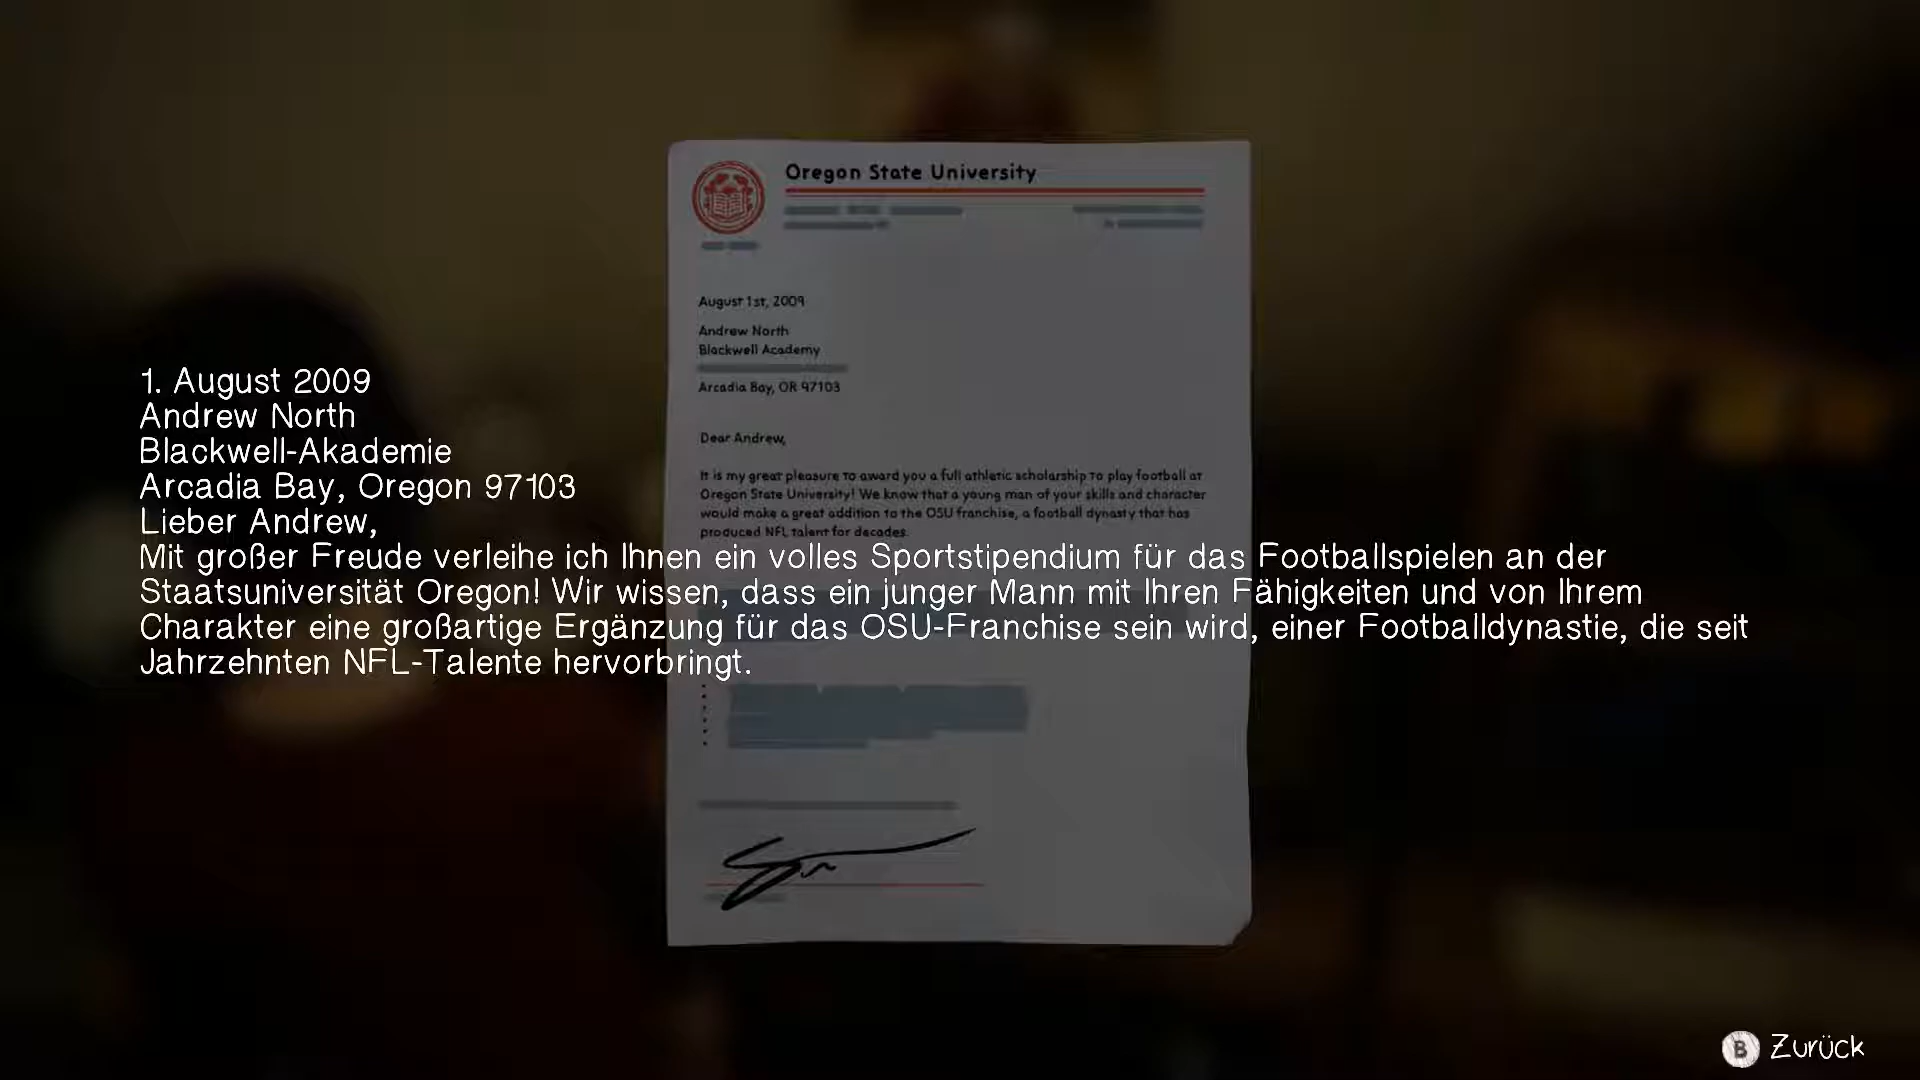 Oregon State University
August 1st, 2009
Andrew North
Blackwell Academy
Arcadia Bay, OR 97103
Dear Andrew,
It is my great pleasure to award you a full athletic scholarship to play football at
Oregon State University! We know that a young man of your skills and character
would make a great addition to the OSU franchise, a football dynasty that has
produced NFL talent for decades.
1. August 2009
Andrew North
Blackwell-Akademie
Arcadia Bay, Oregon 97103
Lieber Andrew,
Mit großer Freude verleihe ich Ihnen ein volles Sportstipendium für das Footballspielen an der
Staatsuniversität Oregon! Wir wissen, dass ein junger Mann mit Ihren Fähigkeiten und von Ihrem
Charakter eine großartige Ergänzung für das OSU-Franchise sein wird, einer Footballdynastie, die seit
Jahrzehnten NFL-Talente hervorbringt.
B Zurück